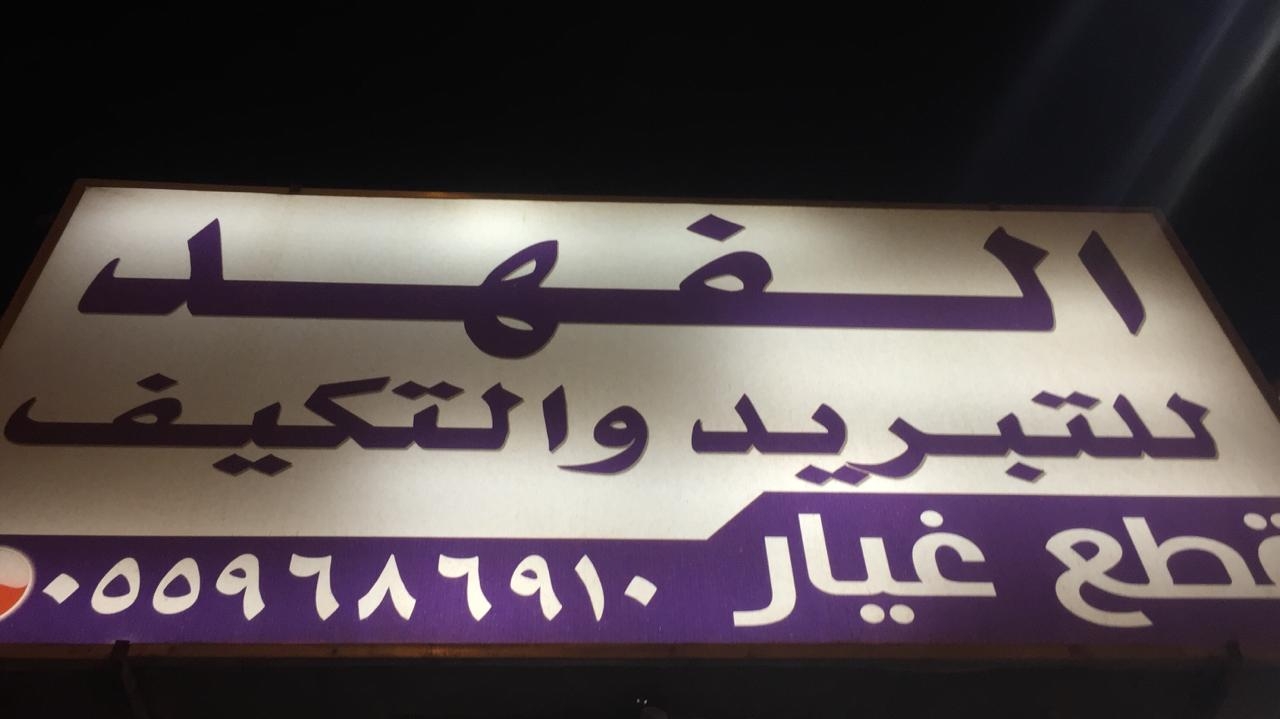 الفهد
للتبريد والتكيف
قطع غيار
٠٥٥٩٦٨٦٩١٠